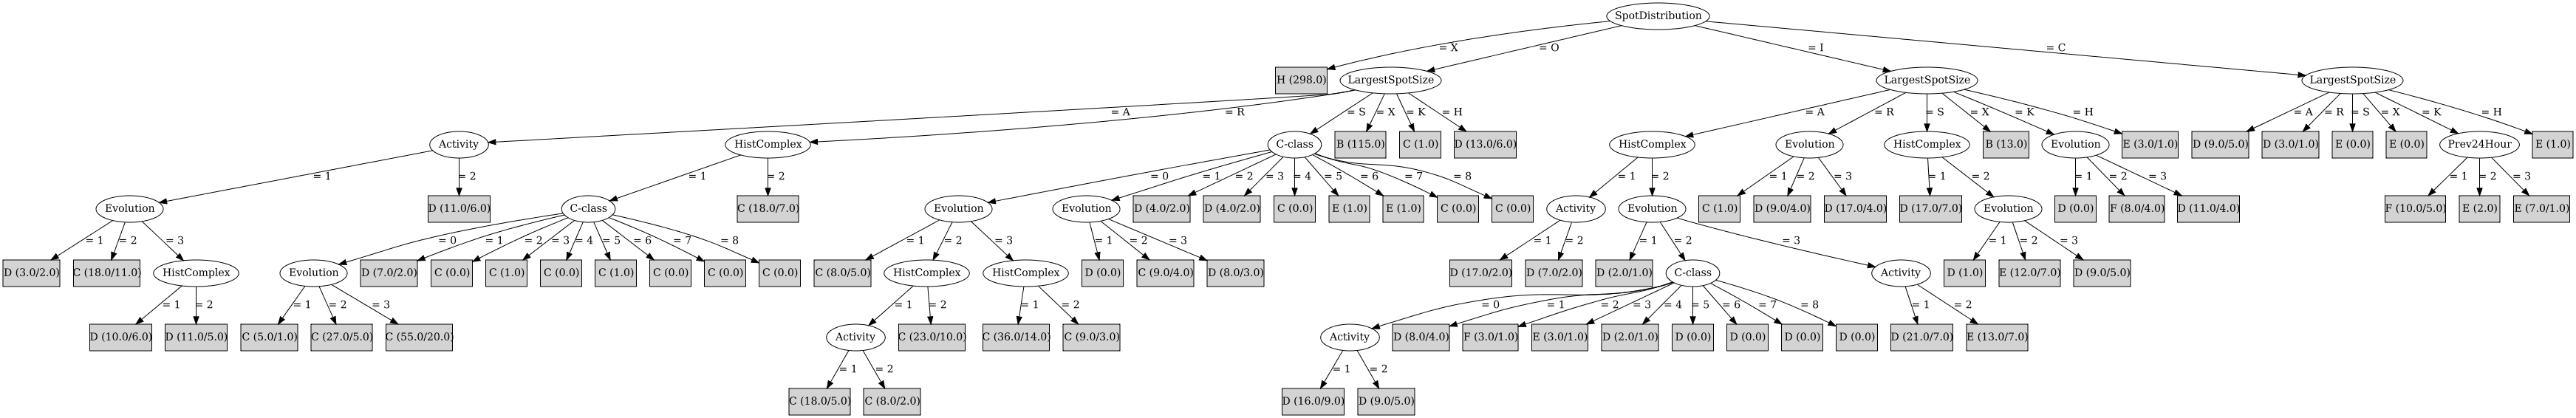 SpotDistribution
= X
= O
= I
= C
H (298.0)
LargestSpotSize
LargestSpotSize
LargestSpotSize
= A
= R
= S
= X
= K
= H
= A
= R
= S
= X
= K
= H
= A
= R
= S
= X
= K
= H
Activity
HistComplex
C-class
B (115.0)
C (1.0)
D (13.0/6.0)
HistComplex
Evolution
HistComplex
B (13.0)
Evolution
E (3.0/1.0)
D (9.0/5.0)
D (3.0/1.0)
E (0.0)
E (0.0)
Prev24Hour
E (1.0)
= 1
= 2
= 1
= 2
= 0
= 1
= 2
= 3
= 4
= 5
= 6
= 7
= 8
= 1
= 2
= 1
= 2
= 3
= 1
= 2
= 1
= 2
= 3
= 1
= 2
= 3
Evolution
D (11.0/6.0)
C-class
C (18.0/7.0)
Evolution
Evolution
D (4.0/2.0)
D (4.0/2.0)
C (0.0)
E (1.0)
E (1.0)
C (0.0)
C (0.0)
Activity
Evolution
C (1.0)
D (9.0/4.0)
D (17.0/4.0)
D (17.0/7.0)
Evolution
D (0.0)
F (8.0/4.0)
D (11.0/4.0)
F (10.0/5.0)
E (2.0)
E (7.0/1.0)
= 1
= 2
= 3
= 0
= 1
= 2
= 3
= 4
= 5
= 6
= 7
= 8
= 1
= 2
= 3
= 1
= 2
= 3
= 1
= 2
= 1
= 2
= 3
= 1
= 2
= 3
D (3.0/2.0)
C (18.0/11.0)
HistComplex
Evolution
D (7.0/2.0)
C (0.0)
C (1.0)
C (0.0)
C (1.0)
C (0.0)
C (0.0)
C (0.0)
C (8.0/5.0)
HistComplex
HistComplex
D (0.0)
C (9.0/4.0)
D (8.0/3.0)
D (17.0/2.0)
D (7.0/2.0)
D (2.0/1.0)
C-class
Activity
D (1.0)
E (12.0/7.0)
D (9.0/5.0)
= 1
= 2
= 1
= 2
= 3
= 1
= 2
= 1
= 2
= 0
= 1
= 2
= 3
= 4
= 5
= 6
= 7
= 8
= 1
= 2
D (10.0/6.0)
D (11.0/5.0)
C (5.0/1.0)
C (27.0/5.0)
C (55.0/20.0)
Activity
C (23.0/10.0)
C (36.0/14.0)
C (9.0/3.0)
Activity
D (8.0/4.0)
F (3.0/1.0)
E (3.0/1.0)
D (2.0/1.0)
D (0.0)
D (0.0)
D (0.0)
D (0.0)
D (21.0/7.0)
E (13.0/7.0)
= 1
= 2
= 1
= 2
C (18.0/5.0)
C (8.0/2.0)
D (16.0/9.0)
D (9.0/5.0)